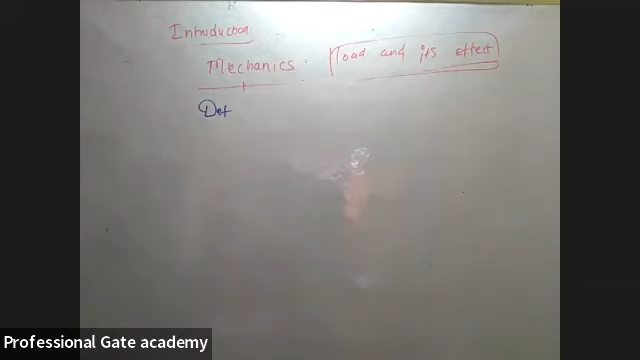 Introduction
Mechanics : load and its effect
Def
Professional Gate academy